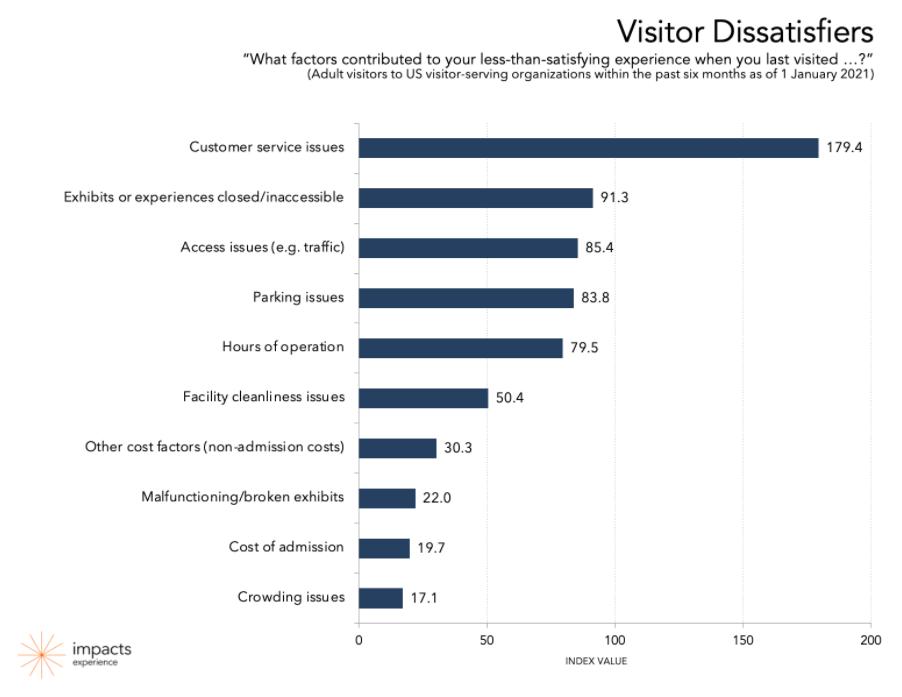 Visitor Dissatisfiers
“What factors contributed to your less-than-satisfying experience when you last visited …?”
(Adult visitors to US visitor-serving organizations within the past six months as of 1 January 2021)
Customer service issues 179.4
Exhibits or experiences closed/inaccessible 91.3
Access issues (e.g. traffic) 85.4
Parking issues 83.8
Hours of operation 79.5
Facility cleanliness issues 50.4
Other cost factors (non-admission costs) 30.3
Malfunctioning/broken exhibits 22.0
Cost of admission 19.7
Crowding issues 17.1
0 50 100 150 200
INDEX VALUE
impacts
experience